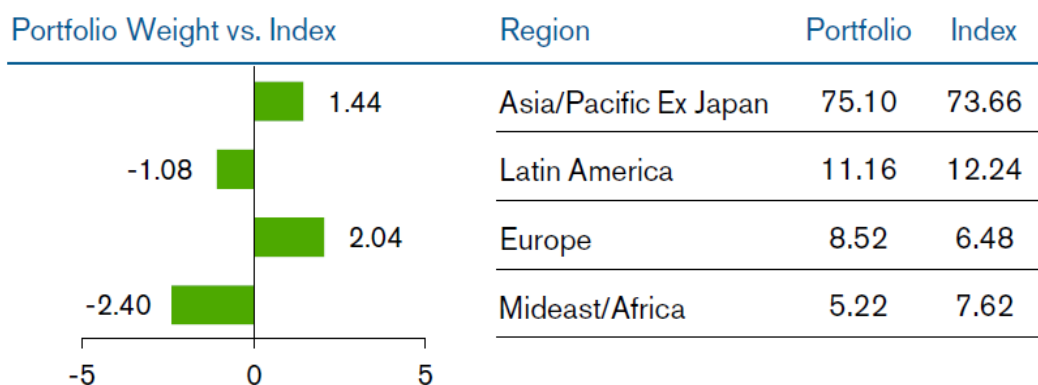 Portfolio Weight vs. Index Region Portfolio Index
1.44 Asia/Pacific Ex Japan 75.10 73.66
-1.08 Latin America 11.16 12.24
2.04 Europe 8.52 6.48
-2.40 Mideast/Africa 5.22 7.62
-5 0 5